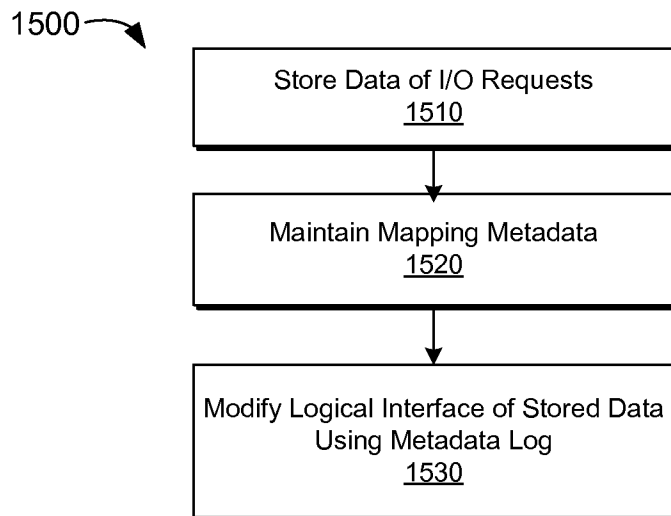 1500
Store Data of I/O Requests
1510
Maintain Mapping Metadata
1520
Modify Logical Interface of Stored Data
Using Metadata Log
1530